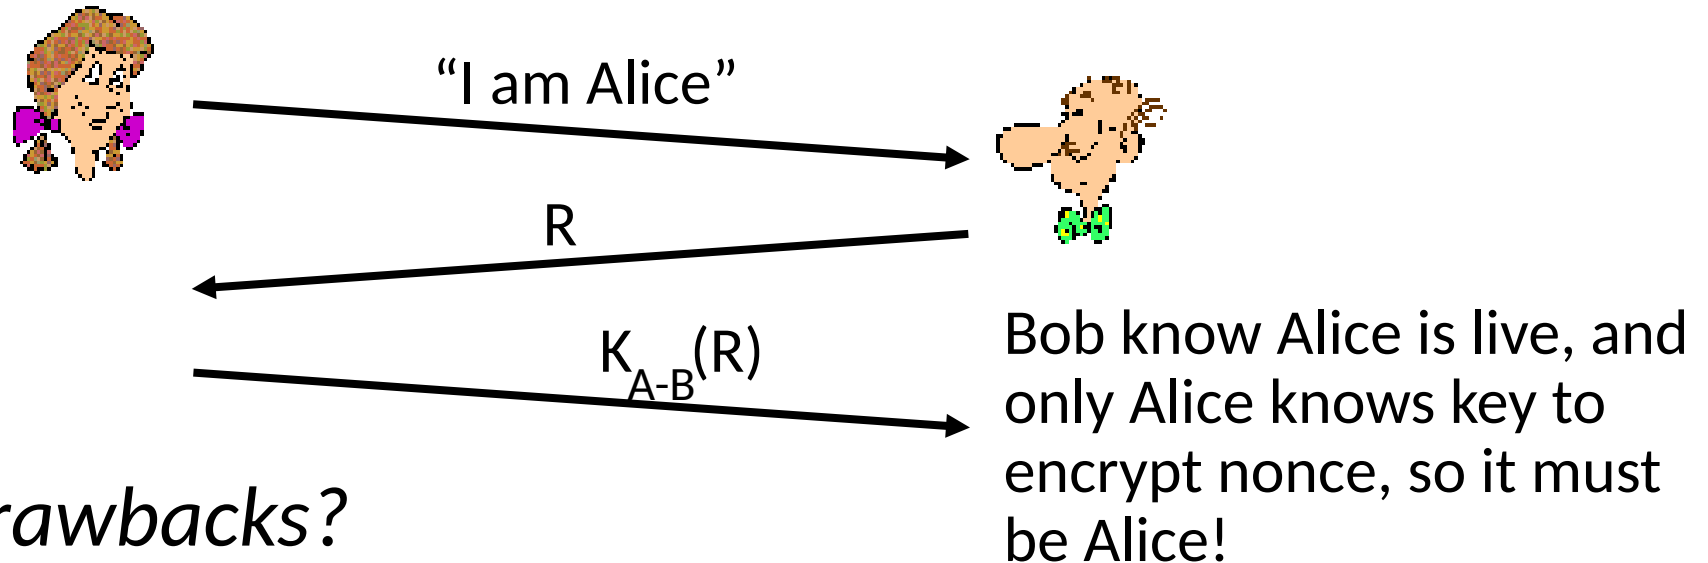 “I am Alice”
R
K A-B (R)
Bob know Alice is live, and
only Alice knows key to
encrypt nonce, so it must
be Alice!
rawbacks?